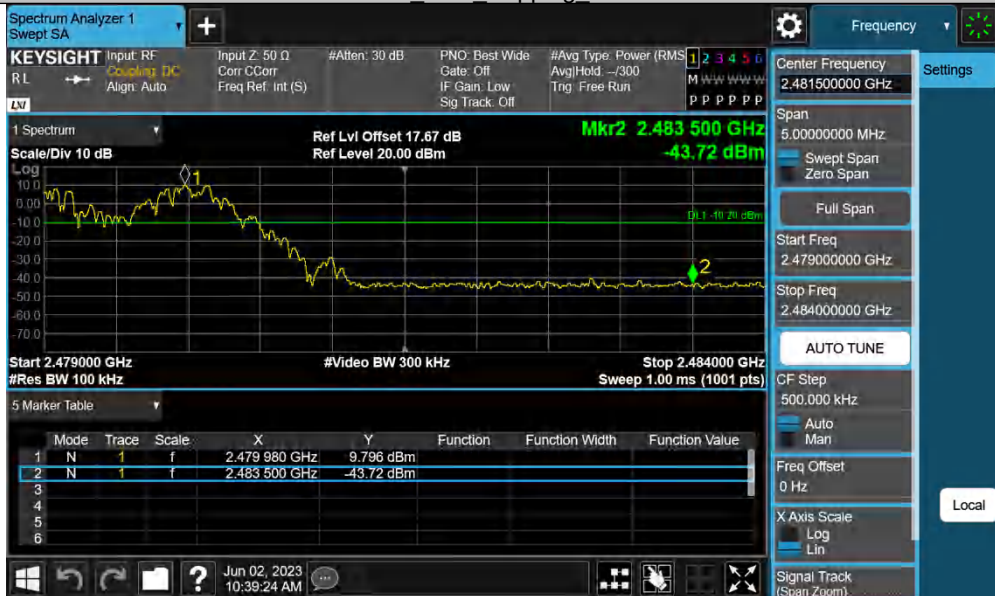 Spectrum Analyzer 1
Swept SA
+
Frequency
KEYSIGHT
RL
LXI
Input: RF
Coupling: DC
Align: Auto
Input Z: 50 Ω
Corr CCorr
Freq Ref: Int (S)
#Atten: 30 dB
PNO: Best Wide
Gate: Off
IF Gain: Low
Sig Track: Off
#Avg Type: Power (RMS
Avg|Hold: --/300
Trig: Free Run
1 2 3 4 5 6
M W W W W W
P P P P P P
1 Spectrum
Scale/Div 10 dB
Ref Lvl Offset 17.67 dB
Ref Level 20.00 dBm
Mkr2 2.483 500 GHz
-43.72 dBm
Log
10.0
0.00
-10.0
-20.0
-30.0
-40.0
-50.0
-60.0
-70.0
1
DL1 -10.20 dBm
2
Start 2.479000 GHz
#Res BW 100 kHz
#Video BW 300 kHz
Stop 2.484000 GHz
Sweep 1.00 ms (1001 pts)
5 Marker Table
Mode Trace Scale X Y Function Function Width Function Value
1 N 1 f 2.479 980 GHz 9.796 dBm
2 N 1 f 2.483 500 GHz -43.72 dBm
3
4
5
6
?
Jun 02, 2023
10:39:24 AM
Center Frequency
2.481500000 GHz
Span
5.00000000 MHz
Swept Span
Zero Span
Full Span
Start Freq
2.479000000 GHz
Stop Freq
2.484000000 GHz
AUTO TUNE
CF Step
500.000 kHz
Auto
Man
Freq Offset
0 Hz
X Axis Scale
Log
Lin
Signal Track
(Span Zoom)
Settings
Local